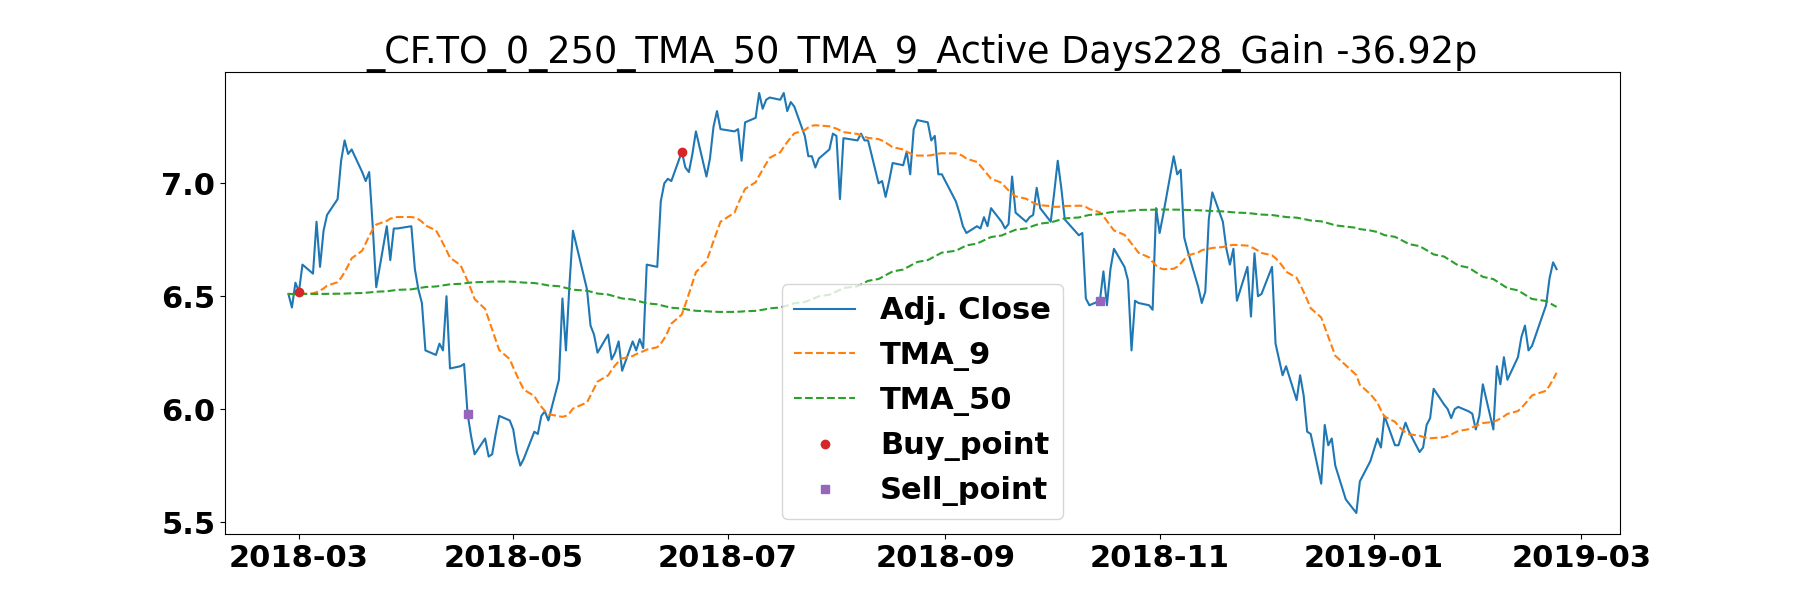 _CF.TO_0_250_TMA_50_TMA_9_Active Days228_Gain -36.92p
7.0
6.5
6.0
5.5
Adj. Close
TMA_9
TMA_50
Buy_point
Sell_point
2018-03 2018-05 2018-07 2018-09 2018-11 2019-01 2019-03